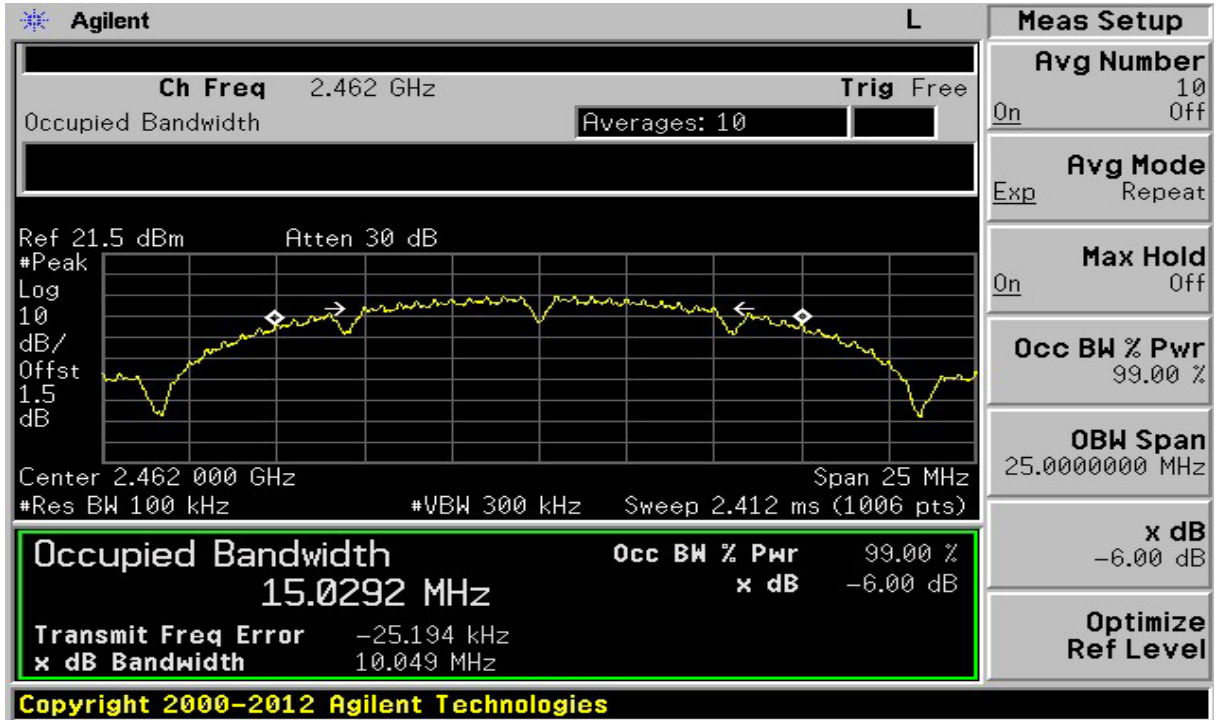 Agilent L Meas Setup
Ch Freq 2.462 GHz Trig Free
Occupied Bandwidth Averages: 10
Ref 21.5 dBm Atten 30 dB
#Peak
Log
10
dB/
Offst
1.5
dB
Center 2.462 000 GHz Span 25 MHz
#Res BW 100 kHz #VBW 300 kHz Sweep 2.412 ms (1006 pts)
Occupied Bandwidth Occ BW % Pwr 99.00 %
15.0292 MHz x dB -6.00 dB
Transmit Freq Error -25.194 kHz
x dB Bandwidth 10.049 MHz
Avg Number
10
On Off
Avg Mode
Exp Repeat
Max Hold
On Off
Occ BW % Pwr
99.00 %
OBW Span
25.0000000 MHz
x dB
-6.00 dB
Optimize
Ref Level
Copyright 2000-2012 Agilent Technologies